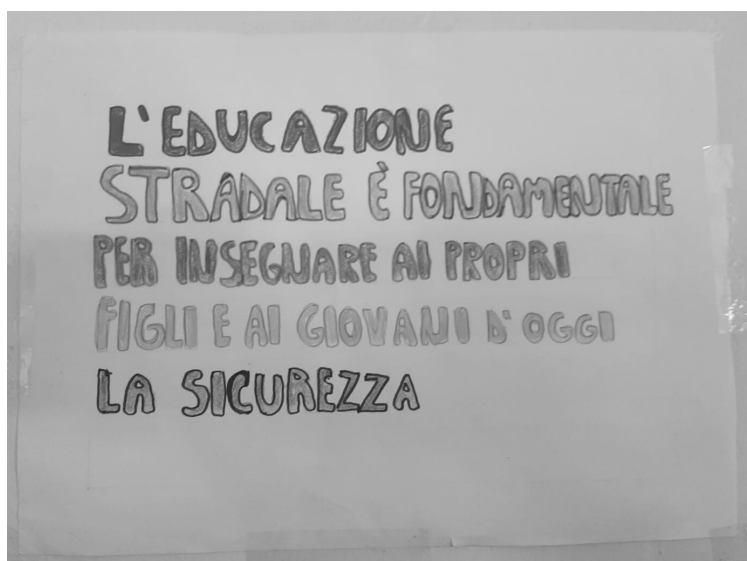 L'EDUCAZIONE
STRADALE È FONDAMENTALE
PER INSEGNARE AI PROPRI
FIGLI E AI GIOVANI D'OGGI
LA SICUREZZA